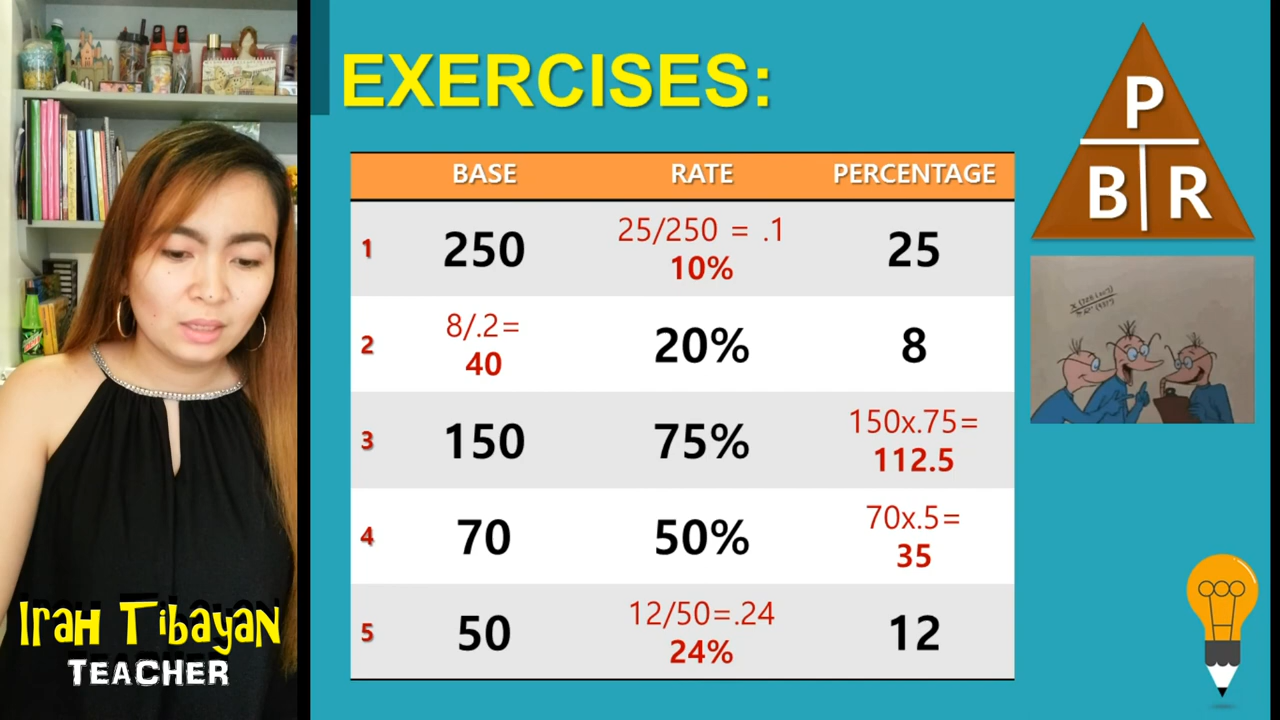 EXERCISES:
BASE RATE PERCENTAGE
1 250 25/250 = .1 10% 25
2 8/.2= 40 20% 8
3 150 75% 150x.75= 112.5
4 70 50% 70x.5= 35
5 50 12/50=.24 24% 12
P
B R
Irah Tibayan
TEACHER